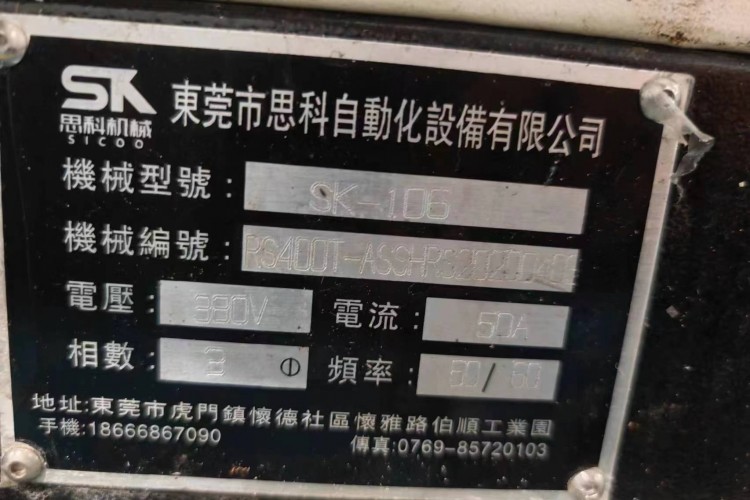 SK
思科机械
SICOO
東莞市思科自動化設備有限公司
機械型號：SK-106
機械編號：
電壓：380V 電流：50A
相數：3 Φ 頻率：50/60
地址:東莞市虎門鎮懷德社區懷雅路伯順工業園
手機:18666867090 傳真:0769-85720103